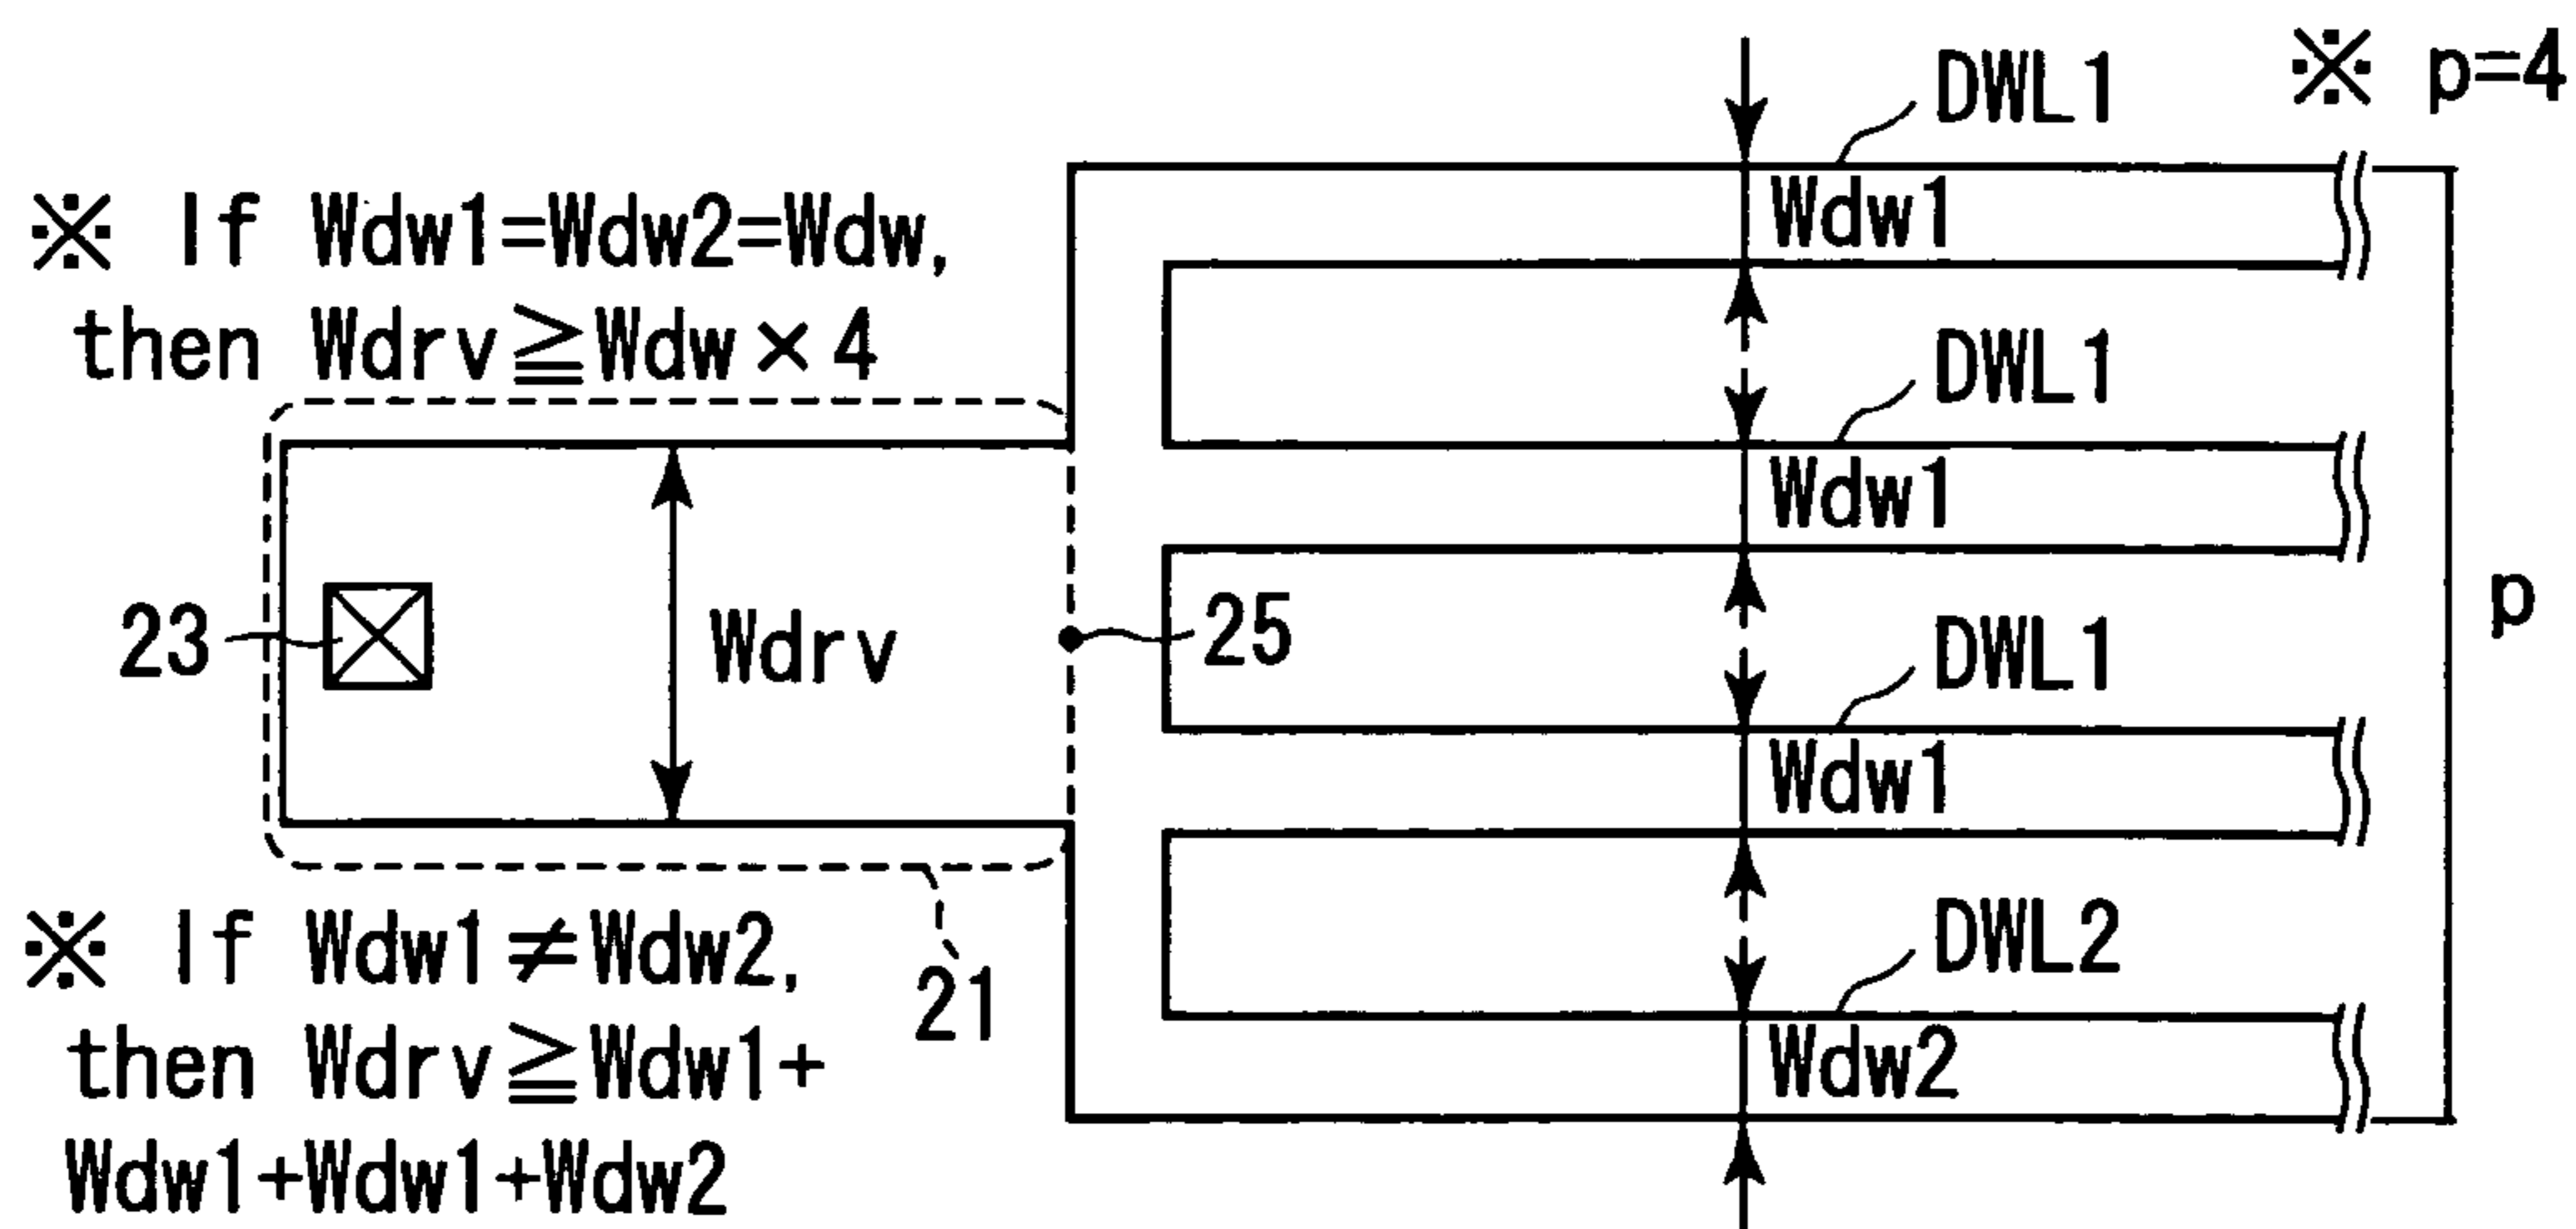 ※ p=4
DWL1
Wdw1
※ If Wdw1=Wdw2=Wdw,
then Wdrv≧Wdw×4
DWL1
Wdw1
23
Wdrv
25
p
DWL1
Wdw1
※ If Wdw1≠Wdw2,
then Wdrv≧Wdw1+
Wdw1+Wdw1+Wdw2
21
DWL2
Wdw2